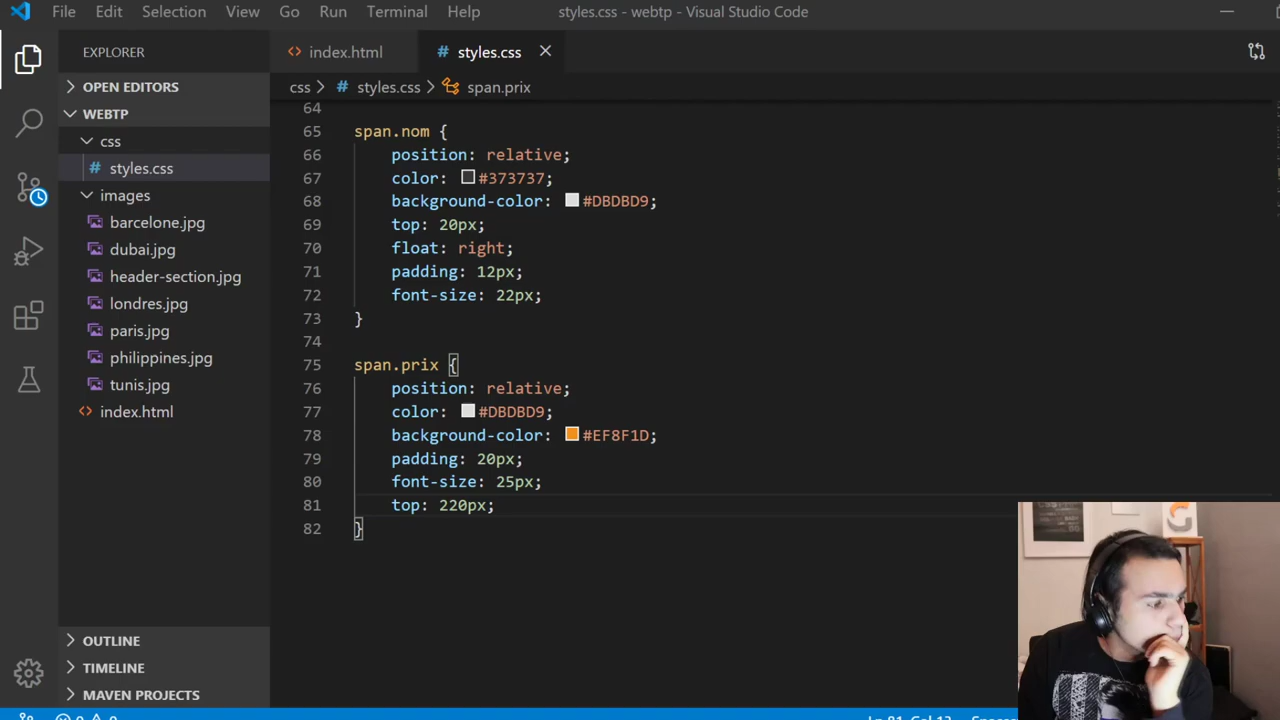 File Edit Selection View Go Run Terminal Help styles.css - webtp - Visual Studio Code
EXPLORER
OPEN EDITORS
WEBTP
css
# styles.css
images
barcelone.jpg
dubai.jpg
header-section.jpg
londres.jpg
paris.jpg
philippines.jpg
tunis.jpg
<> index.html
OUTLINE
TIMELINE
MAVEN PROJECTS
<> index.html # styles.css
css > # styles.css > span.prix
64
65 span.nom {
66 position: relative;
67 color: #373737;
68 background-color: #DBDBD9;
69 top: 20px;
70 float: right;
71 padding: 12px;
72 font-size: 22px;
73 }
74
75 span.prix {
76 position: relative;
77 color: #DBDBD9;
78 background-color: #EF8F1D;
79 padding: 20px;
80 font-size: 25px;
81 top: 220px;
82 }